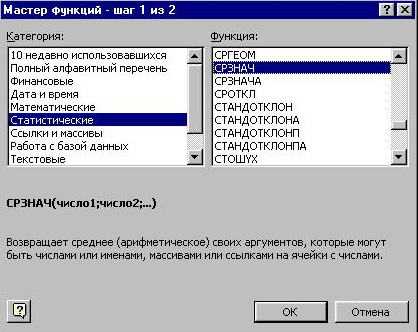 Мастер функций - шаг 1 из 2
Категория:
10 недавно использовавшихся
Полный алфавитный перечень
Финансовые
Дата и время
Математические
Статистические
Ссылки и массивы
Работа с базой данных
Текстовые
Функция:
СРГЕОМ
СРЗНАЧ
СРЗНАЧА
СРОТКЛ
СТАНДОТКЛОН
СТАНДОТКЛОНА
СТАНДОТКЛОНП
СТАНДОТКЛОНПА
СТОШYX
СРЗНАЧ(число1;число2;...)
Возвращает среднее (арифметическое) своих аргументов, которые могут
быть числами или именами, массивами или ссылками на ячейки с числами.
OK
Отмена